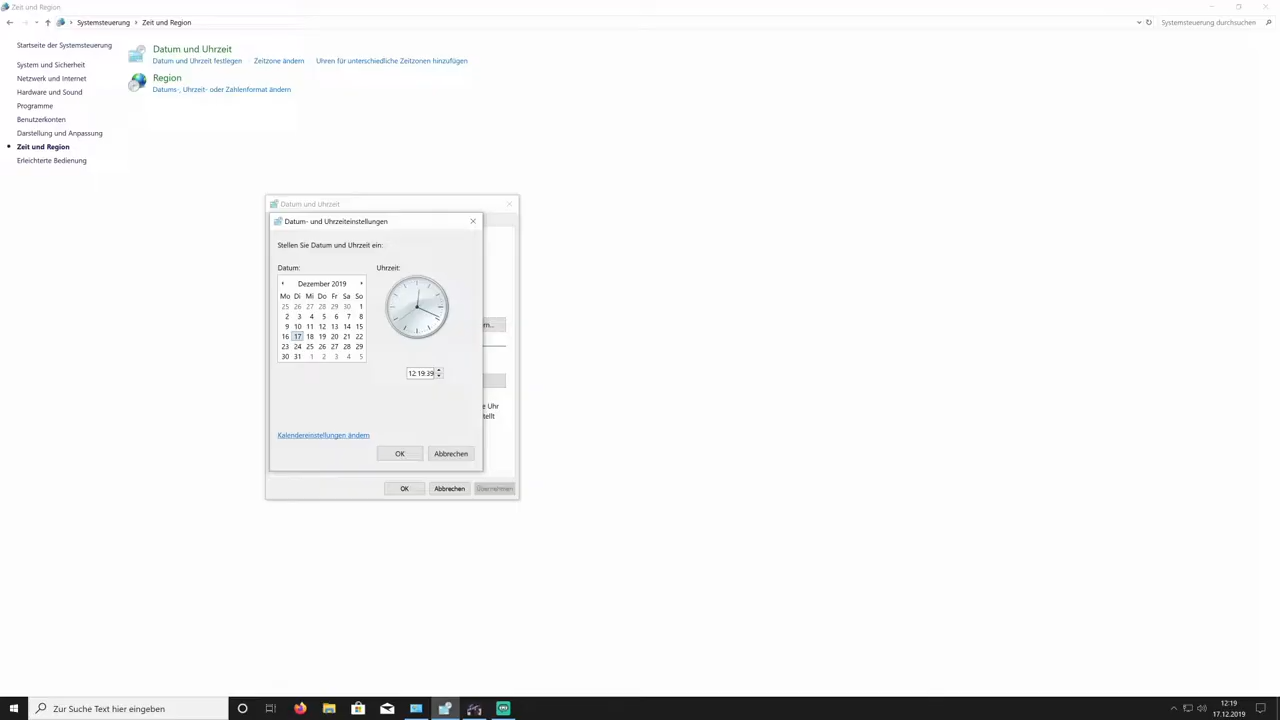 Zeit und Region
Systemsteuerung
Zeit und Region
Systemsteuerung durchsuchen
Startseite der Systemsteuerung
System und Sicherheit
Netzwerk und Internet
Hardware und Sound
Programme
Benutzerkonten
Darstellung und Anpassung
Zeit und Region
Erleichterte Bedienung
Datum und Uhrzeit
Datum und Uhrzeit festlegen
Zeitzone ändern
Uhren für unterschiedliche Zeitzonen hinzufügen
Region
Datums-, Uhrzeit- oder Zahlenformat ändern
Datum und Uhrzeit
Datum- und Uhrzeiteinstellungen
Stellen Sie Datum und Uhrzeit ein:
Datum:
Uhrzeit:
Dezember 2019
Mo Di Mi Do Fr Sa So
25 26 27 28 29 30 1
2 3 4 5 6 7 8
9 10 11 12 13 14 15
16 17 18 19 20 21 22
23 24 25 26 27 28 29
30 31 1 2 3 4 5
12:19:39
rn...
e Uhr
tellt
Kalendereinstellungen ändern
OK
Abbrechen
OK
Abbrechen
Übernehmen
Zur Suche Text hier eingeben
12:19
17.12.2019